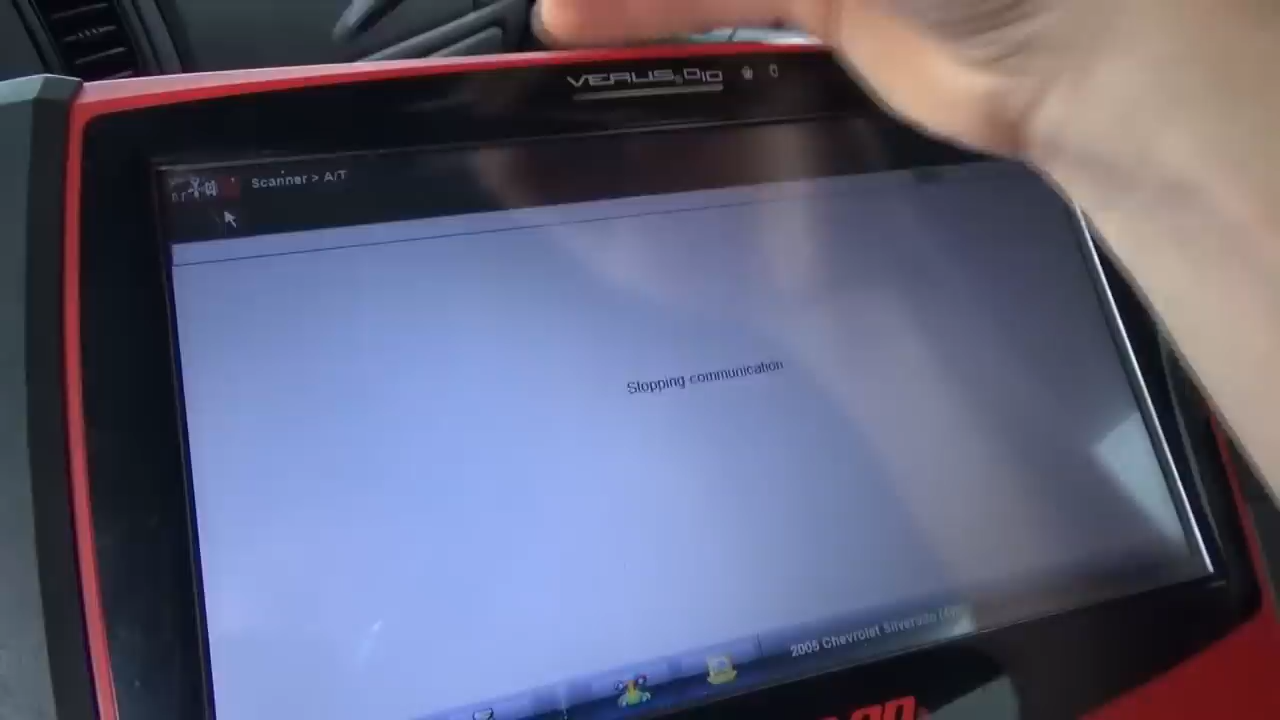 VERUS PRO
Scanner > A/T
Stopping communication
2005 Chevrolet Silverado